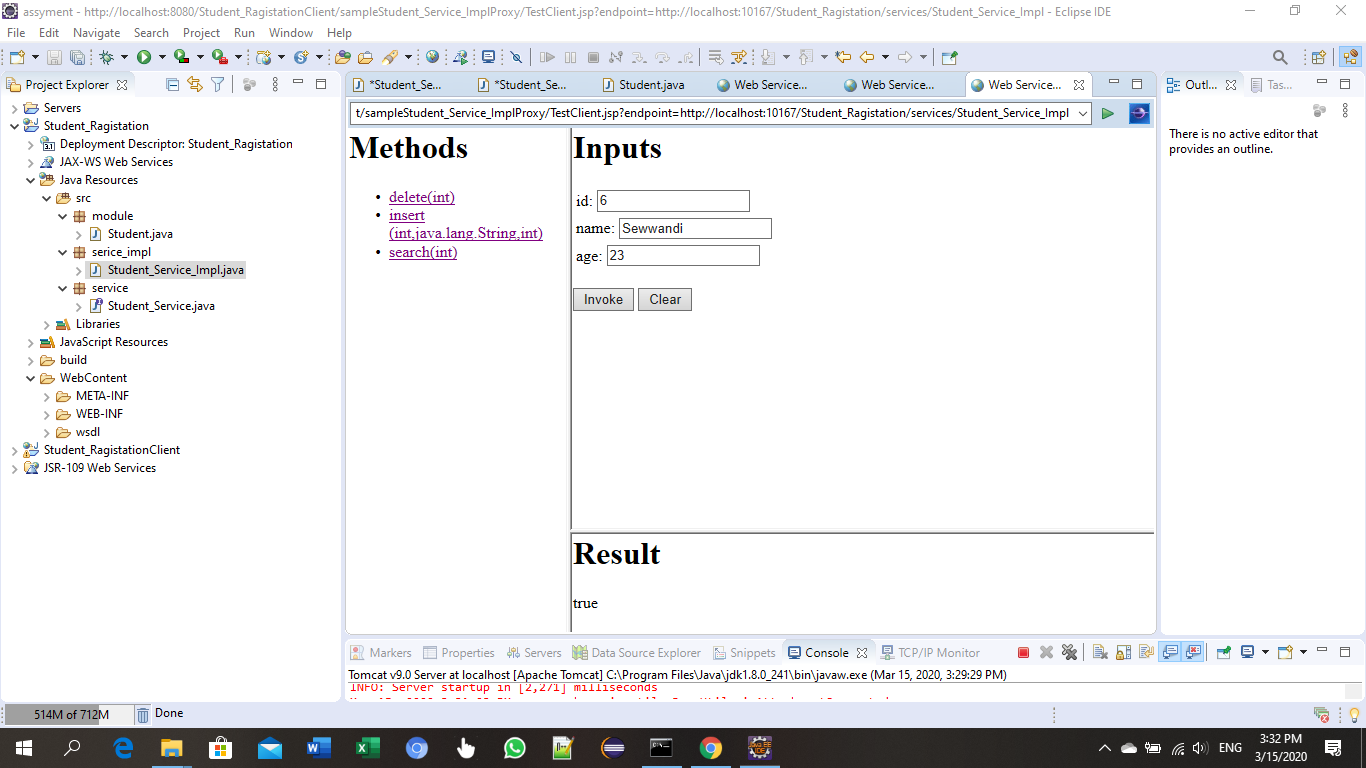 assyment - http://localhost:8080/Student_RagistationClient/sampleStudent_Service_ImplProxy/TestClient.jsp?endpoint=http://localhost:10167/Student_Ragistation/services/Student_Service_Impl - Eclipse IDE
File Edit Navigate Search Project Run Window Help
Project Explorer
Servers
Student_Ragistation
Deployment Descriptor: Student_Ragistation
JAX-WS Web Services
Java Resources
src
module
Student.java
serice_impl
Student_Service_Impl.java
service
Student_Service.java
Libraries
JavaScript Resources
build
WebContent
META-INF
WEB-INF
wsdl
Student_RagistationClient
JSR-109 Web Services
*Student_Se... *Student_Se... Student.java Web Service... Web Service... Web Service...
t/sampleStudent_Service_ImplProxy/TestClient.jsp?endpoint=http://localhost:10167/Student_Ragistation/services/Student_Service_Impl
Methods
delete(int)
insert
(int,java.lang.String,int)
search(int)
Inputs
id: 6
name: Sewwandi
age: 23
Invoke Clear
Result
true
Outl... Tas...
There is no active editor that
provides an outline.
Markers Properties Servers Data Source Explorer Snippets Console TCP/IP Monitor
Tomcat v9.0 Server at localhost [Apache Tomcat] C:\Program Files\Java\jdk1.8.0_241\bin\javaw.exe (Mar 15, 2020, 3:29:29 PM)
INFO: Server startup in [2,271] milliseconds
514M of 712M Done
ENG 3:32 PM
3/15/2020